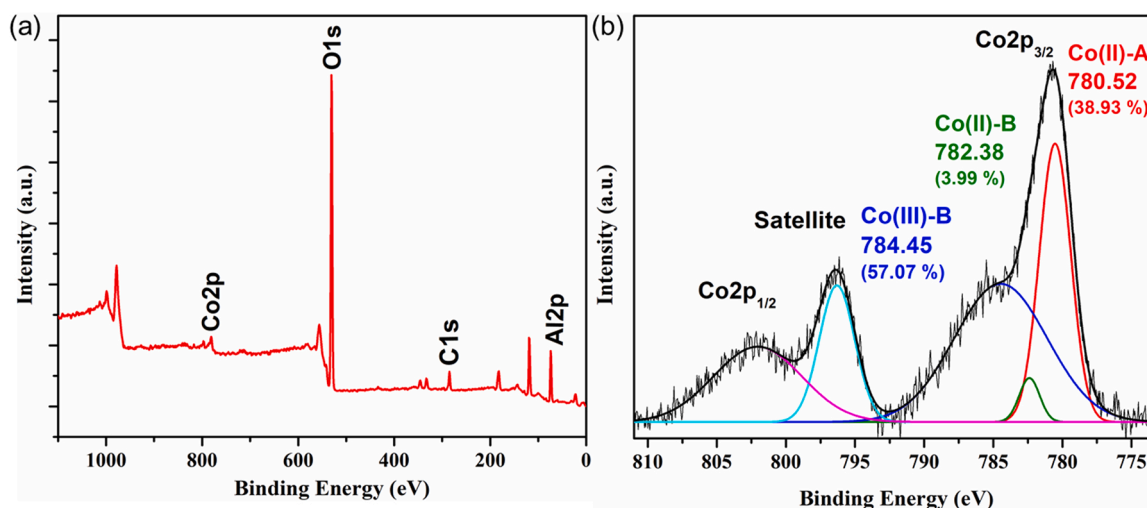 (a)
O1s
Co2p
C1s
Al2p
Intensity (a.u.)
1000 800 600 400 200 0
Binding Energy (eV)
(b)
Co2p3/2
Co(II)-A
780.52
(38.93 %)
Co(II)-B
782.38
(3.99 %)
Satellite
Co(III)-B
784.45
(57.07 %)
Co2p1/2
Intensity (a.u.)
810 805 800 795 790 785 780 775
Binding Energy (eV)